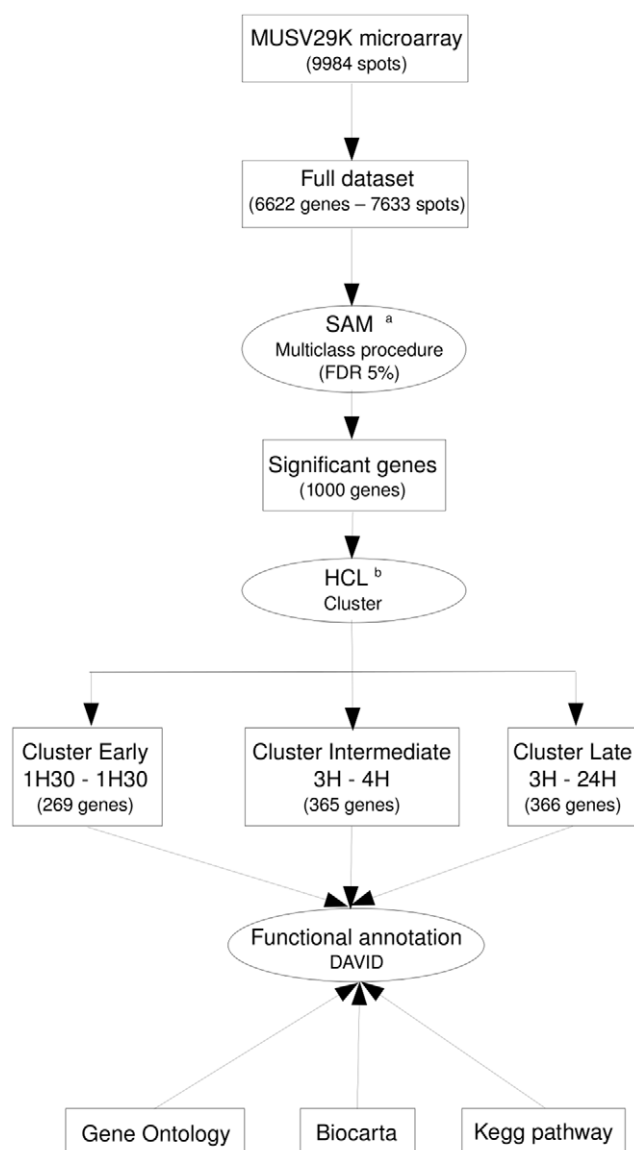 MUSV29K microarray
(9984 spots)
Full dataset
(6622 genes – 7633 spots)
SAM a
Multiclass procedure
(FDR 5%)
Significant genes
(1000 genes)
HCL b
Cluster
Cluster Early
1H30 - 1H30
(269 genes)
Cluster Intermediate
3H - 4H
(365 genes)
Cluster Late
3H - 24H
(366 genes)
Functional annotation
DAVID
Gene Ontology
Biocarta
Kegg pathway